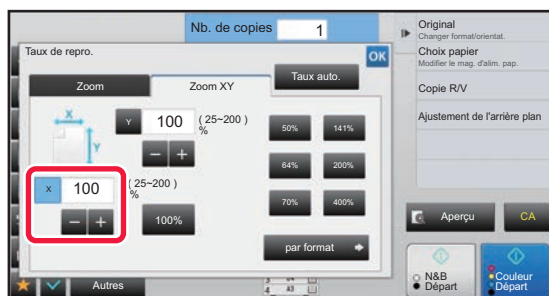 Nb. de copies 1
Taux de repro.
OK
Zoom
Zoom XY
Taux auto.
X
Y
Y 100 (25~200) %
50% 141%
64% 200%
70% 400%
X 100 (25~200) %
100%
par format
Autres
A3
Original
Changer format/orientat.
Choix papier
Modifier le mag. d'alim. pap.
Copie R/V
Ajustement de l'arrière plan
Aperçu
CA
N&B
Départ
Couleur
Départ